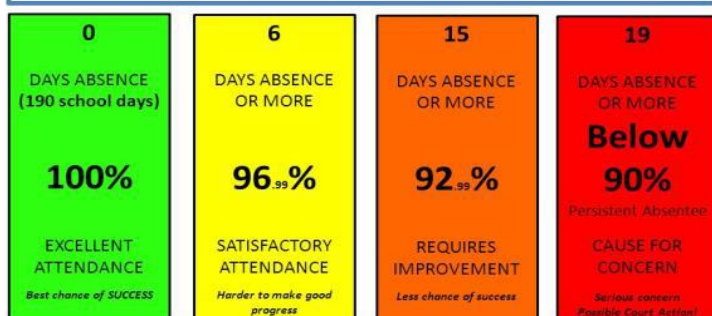 0
DAYS ABSENCE
(190 school days)
100%
EXCELLENT
ATTENDANCE
Best chance of SUCCESS
6
DAYS ABSENCE
OR MORE
96.99%
SATISFACTORY
ATTENDANCE
Harder to make good
progress
15
DAYS ABSENCE
OR MORE
92.99%
REQUIRES
IMPROVEMENT
Less chance of success
19
DAYS ABSENCE
OR MORE
Below
90%
Persistent Absentee
CAUSE FOR
CONCERN
Serious concern
Possible Court Action!